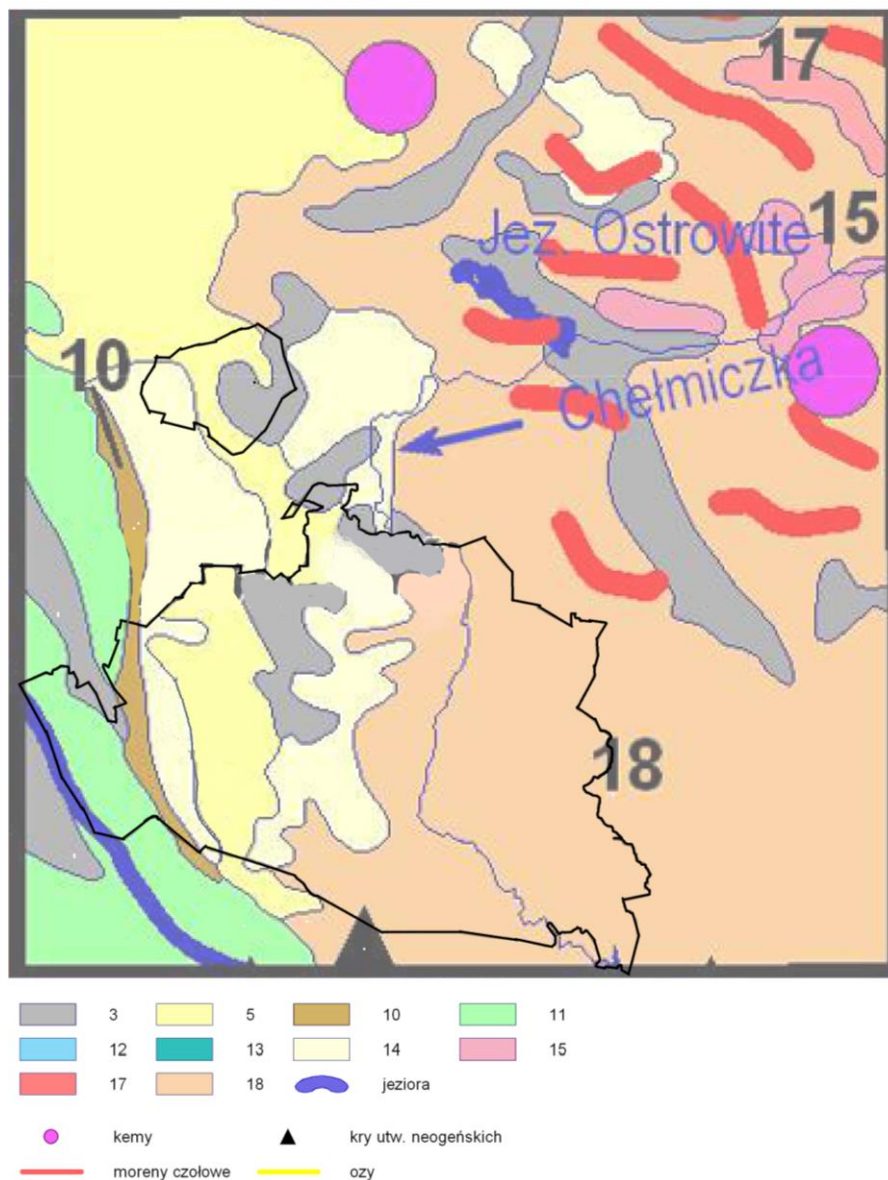 17
15
Jez. Ostrowite
10
Chełmiczka
18
3 5 10 11
12 13 14 15
17 18 jeziora
kemy kry utw. neogeńskich
moreny czołowe ozy